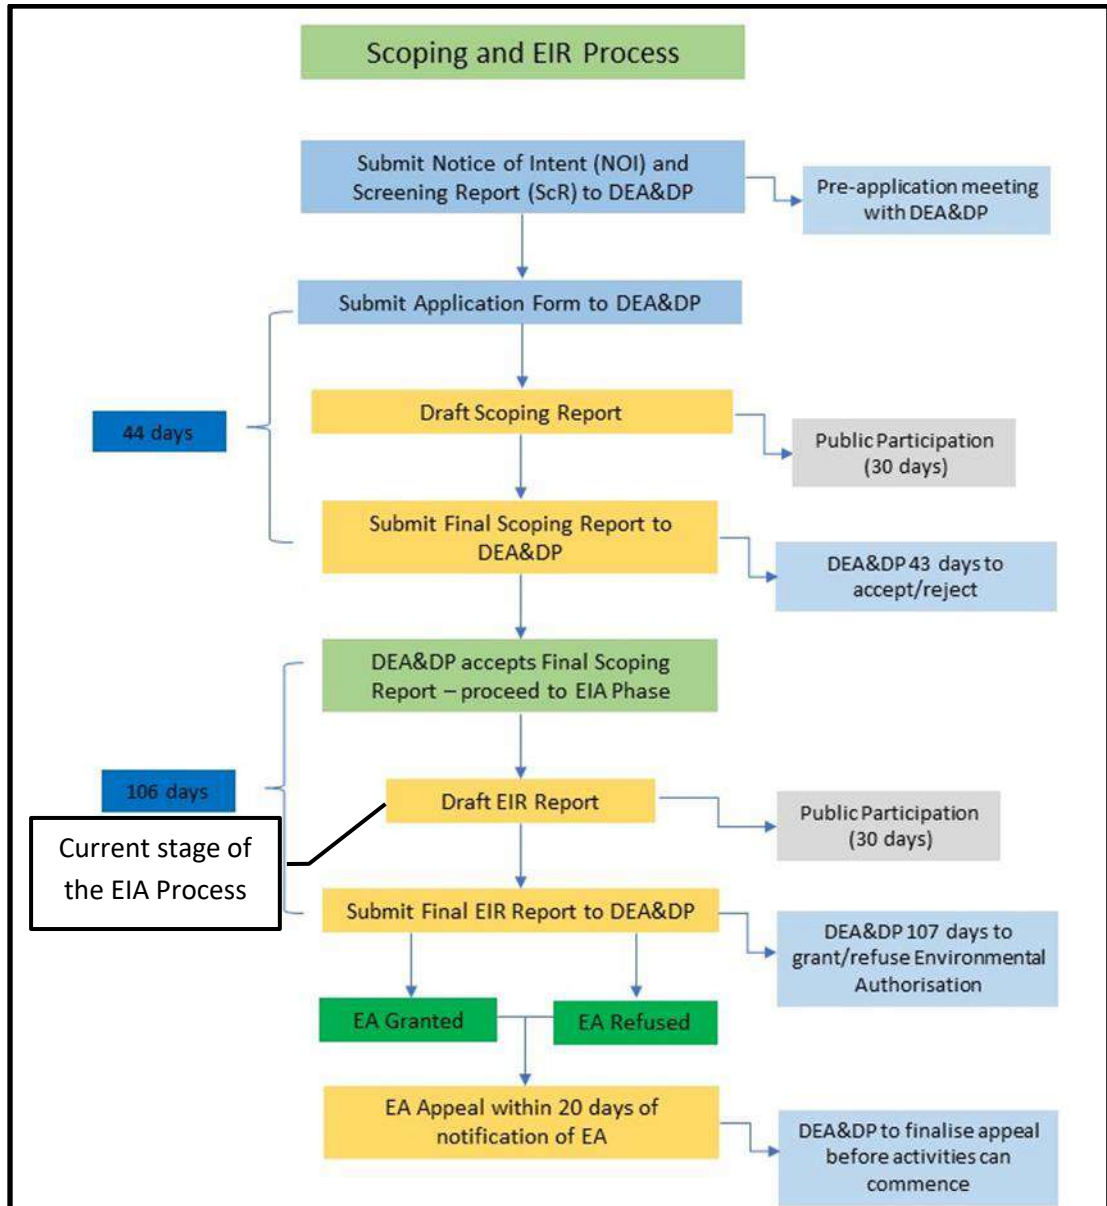 Scoping and EIR Process
Submit Notice of Intent (NOI) and
Screening Report (ScR) to DEA&DP
Pre-application meeting
with DEA&DP
Submit Application Form to DEA&DP
44 days
Draft Scoping Report
Public Participation
(30 days)
Submit Final Scoping Report to
DEA&DP
DEA&DP 43 days to
accept/reject
DEA&DP accepts Final Scoping
Report – proceed to EIA Phase
106 days
Draft EIR Report
Public Participation
(30 days)
Current stage of
the EIA Process
Submit Final EIR Report to DEA&DP
DEA&DP 107 days to
grant/refuse Environmental
Authorisation
EA Granted
EA Refused
EA Appeal within 20 days of
notification of EA
DEA&DP to finalise appeal
before activities can
commence